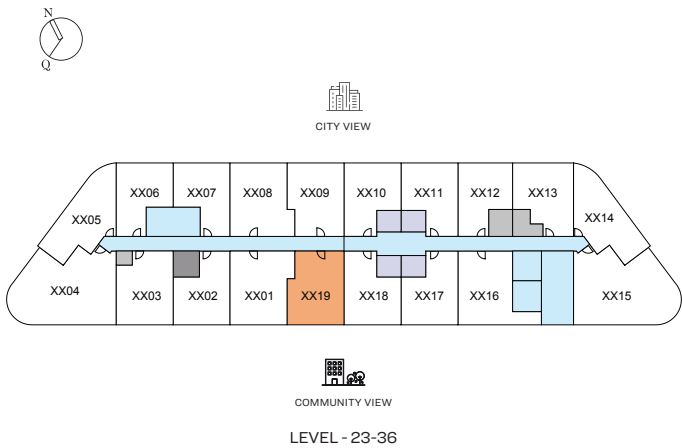 N
Q
CITY VIEW
XX06 XX07 XX08 XX09 XX10 XX11 XX12 XX13
XX05 XX14
XX04 XX03 XX02 XX01 XX19 XX18 XX17 XX16 XX15
COMMUNITY VIEW
LEVEL - 23-36